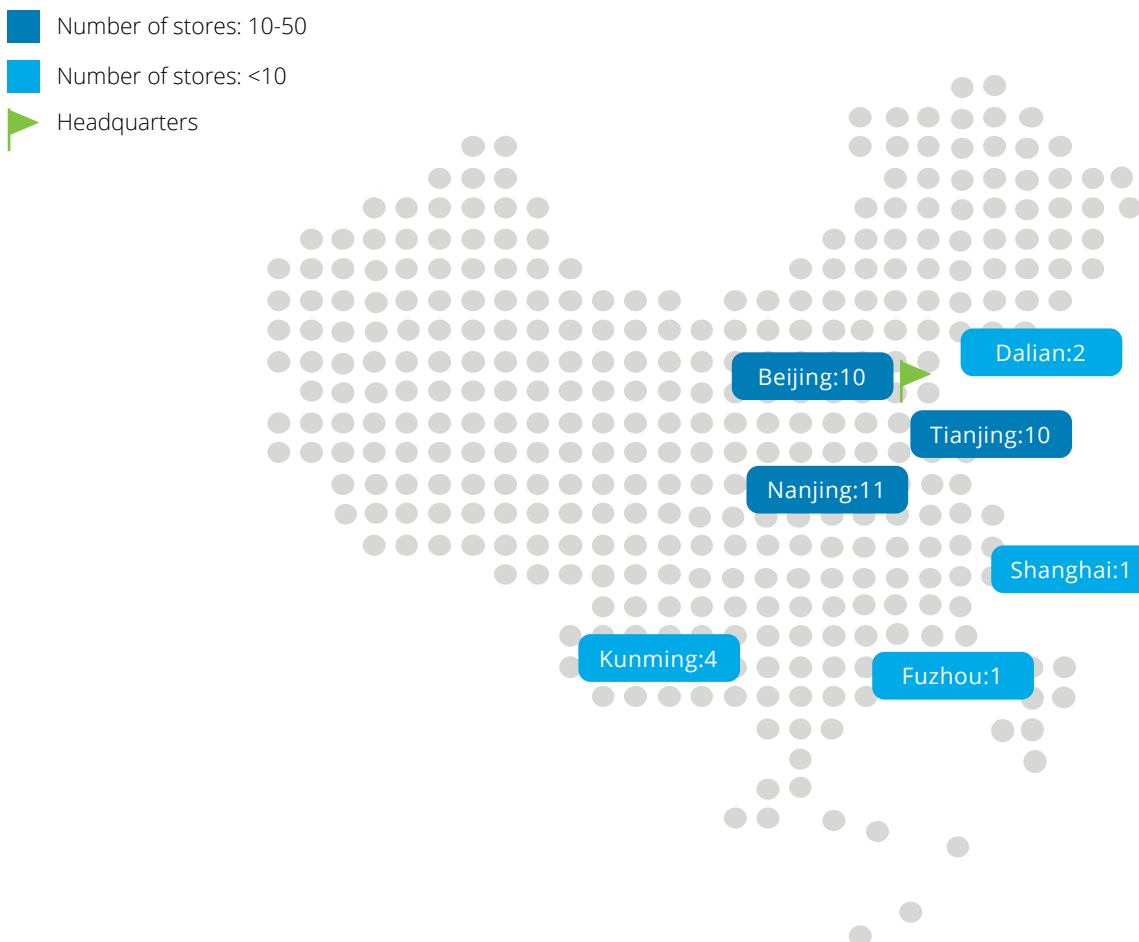 Number of stores: 10-50
Number of stores: <10
Headquarters
Dalian:2
Beijing:10
Tianjing:10
Nanjing:11
Shanghai:1
Kunming:4
Fuzhou:1